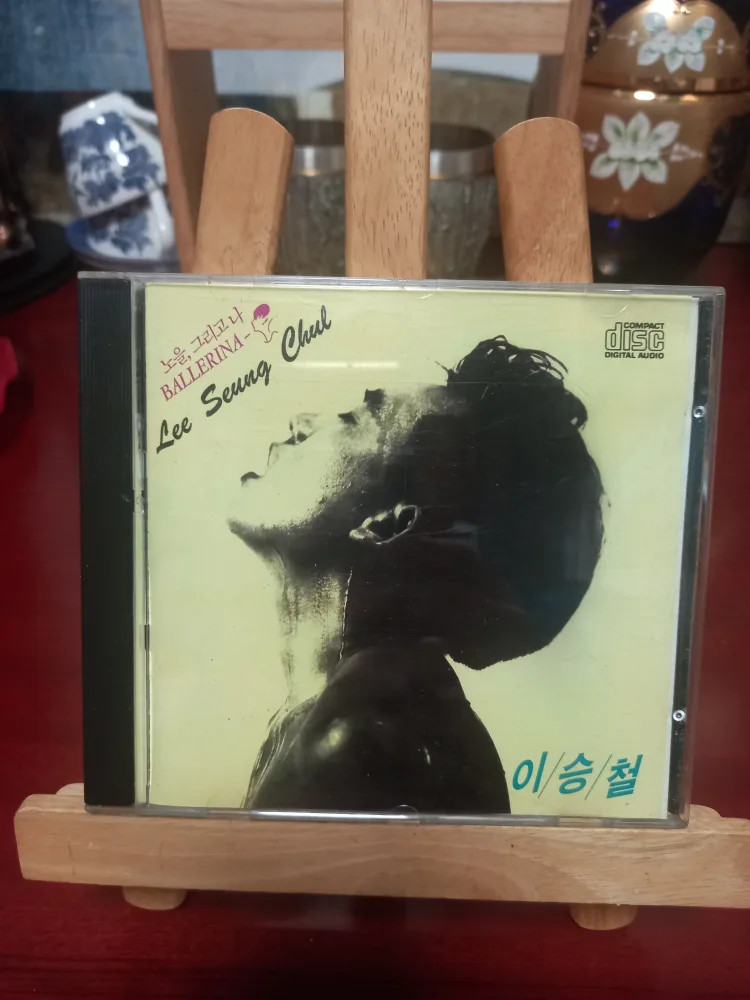 노을, 그리고 나
BALLERINA-
Lee Seung Chul
COMPACT
disc
DIGITAL AUDIO
이/승/철